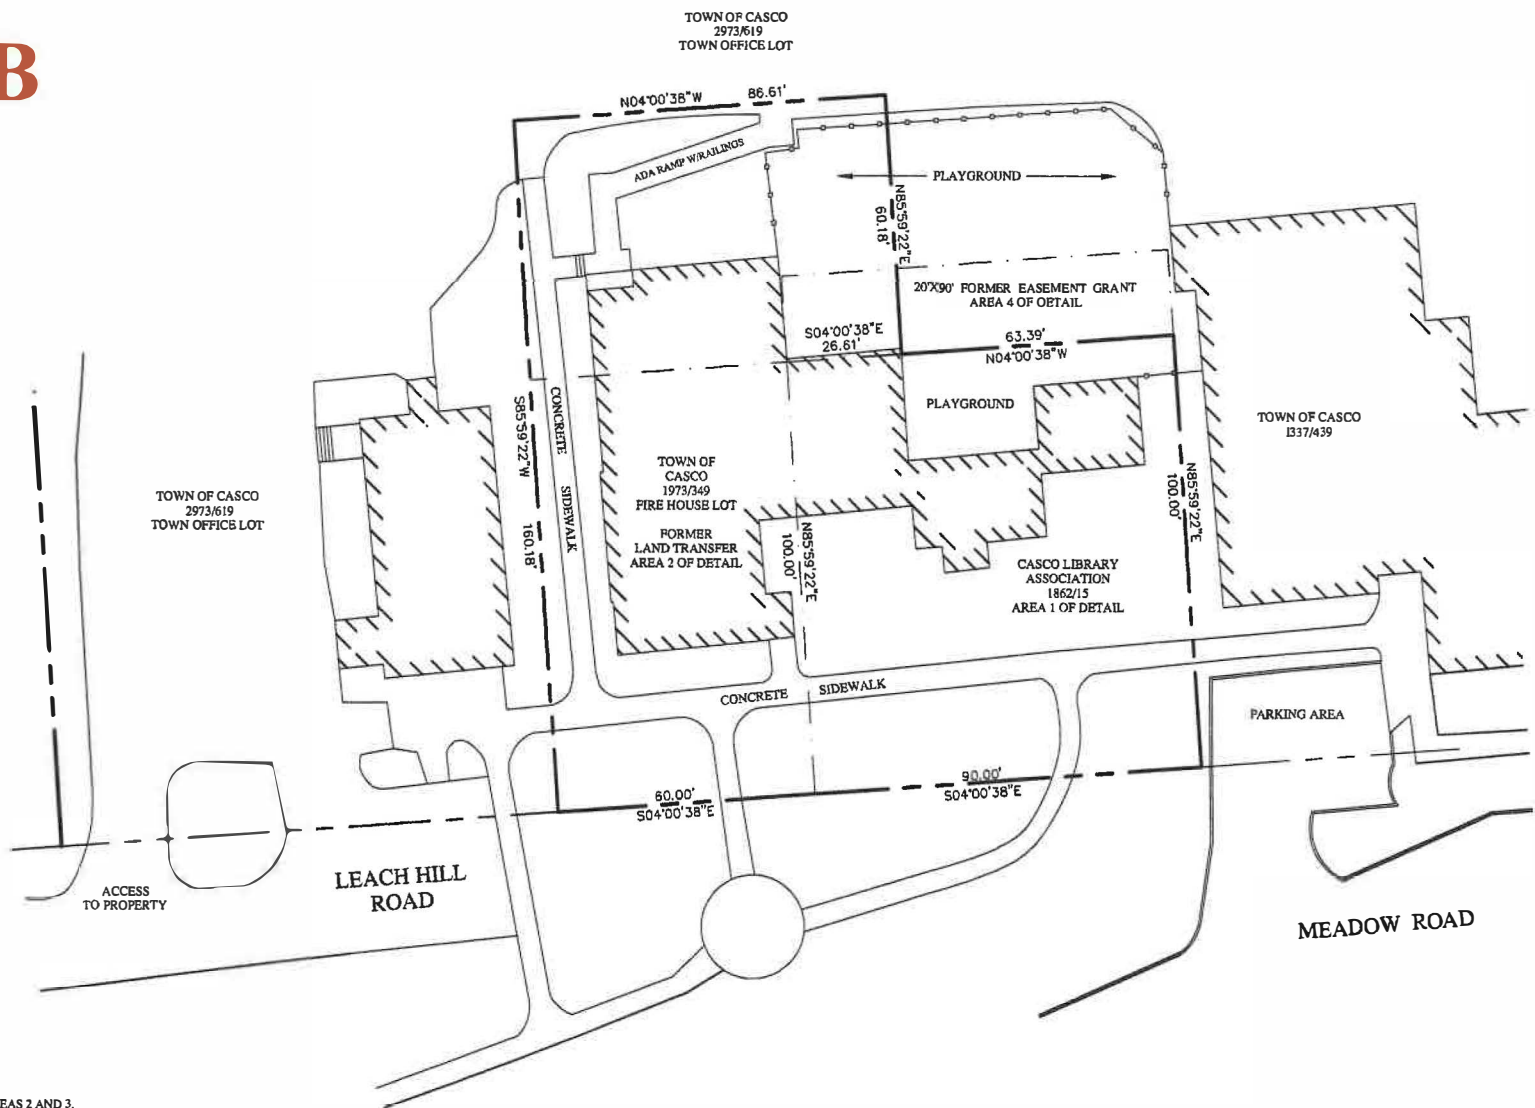 B
TOWN OF CASCO
2973/619
TOWN OFFICE LOT
N04°00'38"W
86.61'
ADA RAMP W/RAILINGS
PLAYGROUND
N85°59'22"E
60.18'
20'X90' FORMER EASEMENT GRANT
AREA 4 OF DETAIL
S04°00'38"E
26.61'
63.39'
N04°00'38"W
PLAYGROUND
TOWN OF CASCO
1337/439
S85°59'22"W
160.18'
CONCRETE SIDEWALK
TOWN OF
CASCO
1973/349
FIRE HOUSE LOT
FORMER
LAND TRANSFER
AREA 2 OF DETAIL
N85°59'22"E
100.00'
N85°59'22"E
100.00'
TOWN OF CASCO
2973/619
TOWN OFFICE LOT
CASCO LIBRARY
ASSOCIATION
1862/15
AREA 1 OF DETAIL
CONCRETE SIDEWALK
PARKING AREA
60.00'
S04°00'38"E
90.00'
S04°00'38"E
ACCESS
TO PROPERTY
LEACH HILL
ROAD
MEADOW ROAD
EAS 2 AND 3.